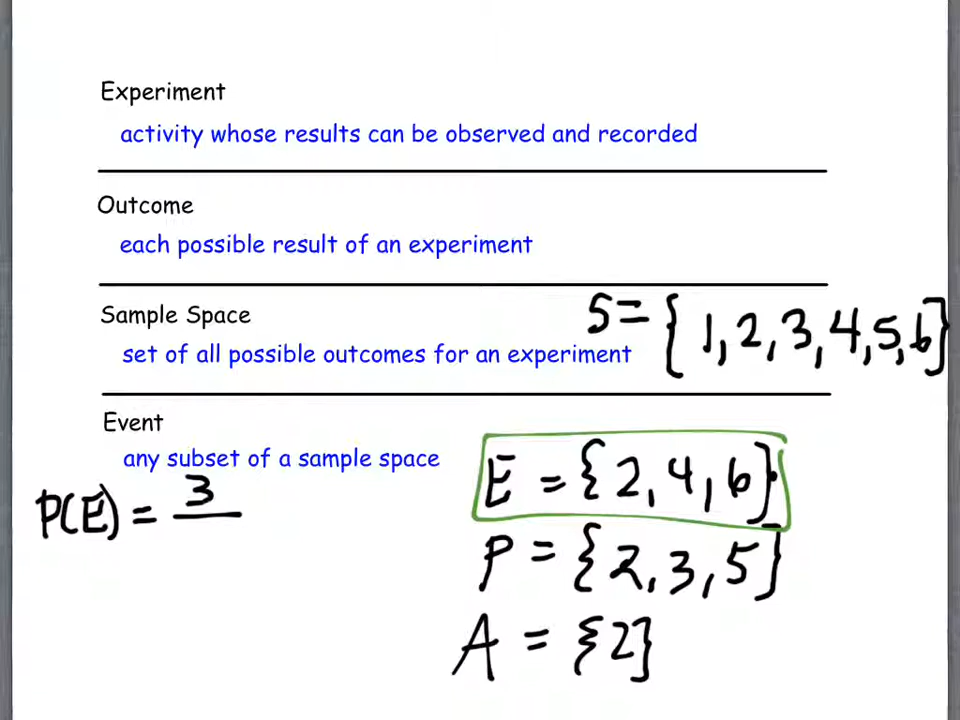 Experiment
activity whose results can be observed and recorded
Outcome
each possible result of an experiment
Sample Space
S = { 1, 2, 3, 4, 5, 6 }
set of all possible outcomes for an experiment
Event
any subset of a sample space
E = { 2, 4, 6 }
P(E) = 3
P = { 2, 3, 5 }
A = { 2 }